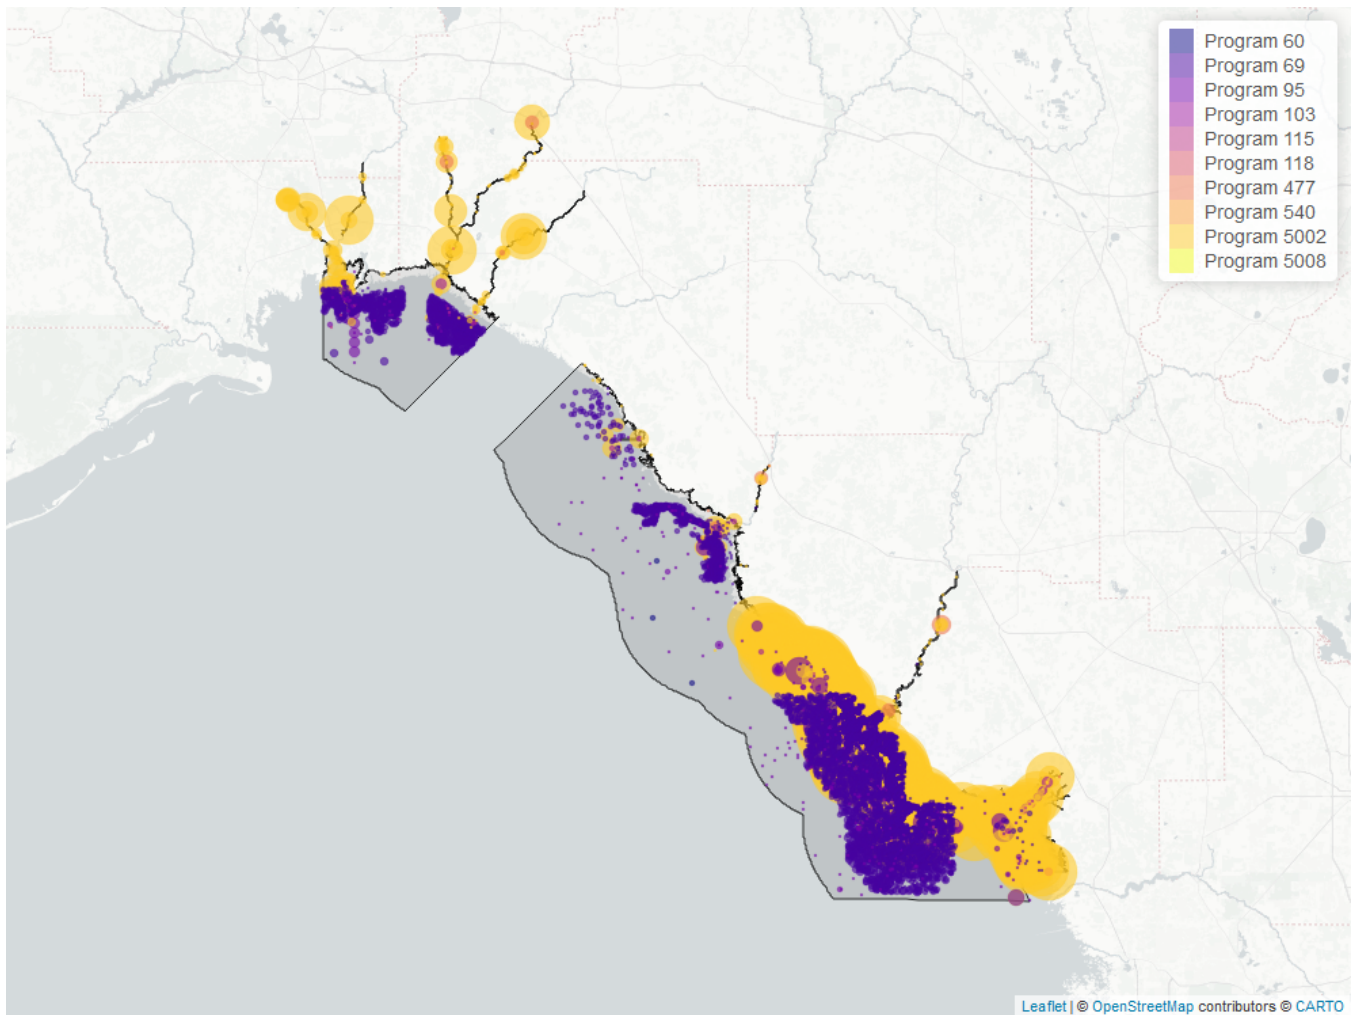 Program 60
Program 69
Program 95
Program 103
Program 115
Program 118
Program 477
Program 540
Program 5002
Program 5008
Leaflet | © OpenStreetMap contributors © CARTO